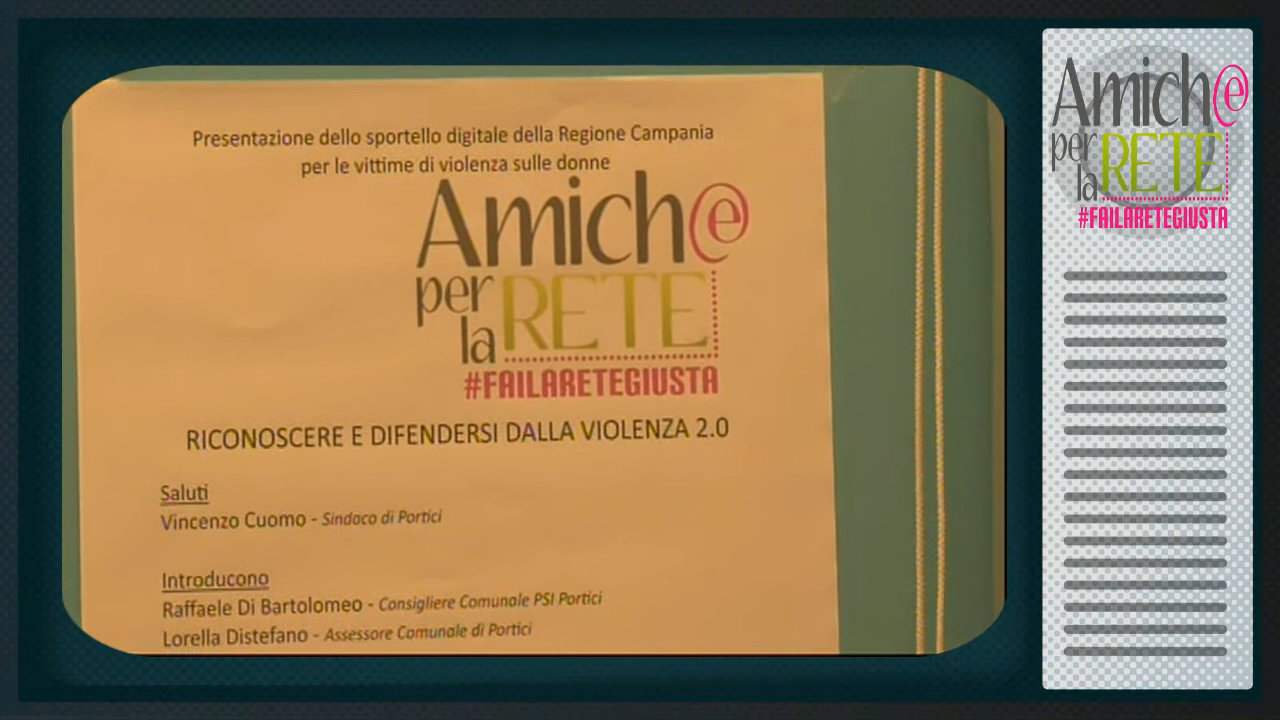 Presentazione dello sportello digitale della Regione Campania
per le vittime di violenza sulle donne
Amich@
per RETE
la
#FAILARETEGIUSTA
RICONOSCERE E DIFENDERSI DALLA VIOLENZA 2.0
Saluti
Vincenzo Cuomo - Sindaco di Portici
Introducono
Raffaele Di Bartolomeo - Consigliere Comunale PSI Portici
Lorella Distefano - Assessore Comunale di Portici
Amich@
per RETE
la
#FAILARETEGIUSTA